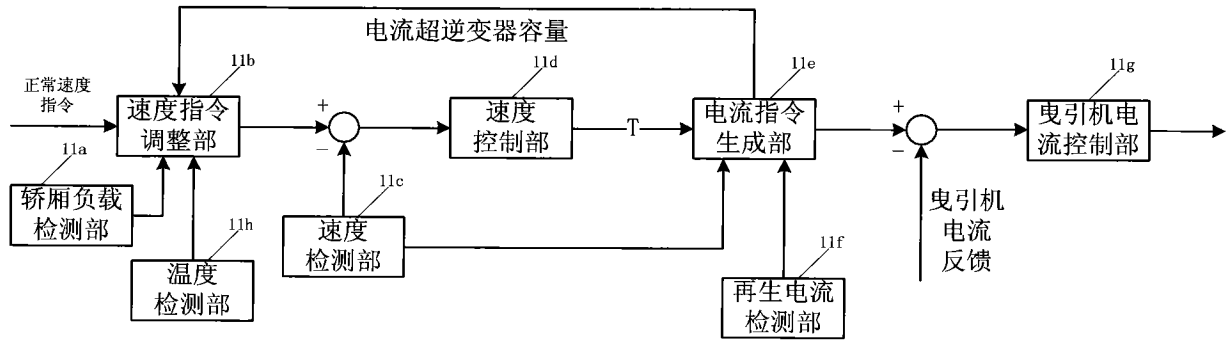 电流超逆变器容量
正常速度
指令
11b
速度指令
调整部
+
−
11d
速度
控制部
T
11e
电流指令
生成部
+
−
11g
曳引机电
流控制部
11a
轿厢负载
检测部
11h
温度
检测部
11c
速度
检测部
11f
再生电流
检测部
曳引机
电流
反馈